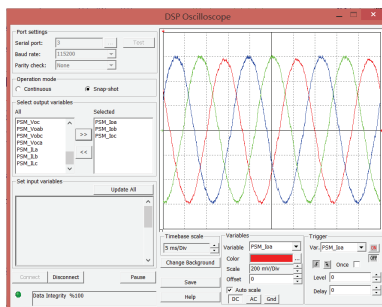 DSP Oscilloscope
Port settings
Serial port: 3 ... Test
Baud rate: 115200
Parity check: None
Operation mode
Continuous Snap-shot
Select output variables
All Selected
PSM_Voc
PSM_Voab
PSM_Vobc
PSM_Voca
PSM_ILa
PSM_ILb
PSM_ILc
>>
<<
PSM_Ioa
PSM_Iob
PSM_Ioc
Set input variables
Update All
Connect Disconnect Pause
Data Integrity %100
Timebase scale
5 ms/Div
Change Background
Save
Help
Variables
Variable PSM_Ioa
Color ...
Scale 200 mV/Div
Offset 0
Auto scale
DC AC Gnd
Trigger
Var. PSM_Ioa ON
OFF
Once
Level 0
Delay 0